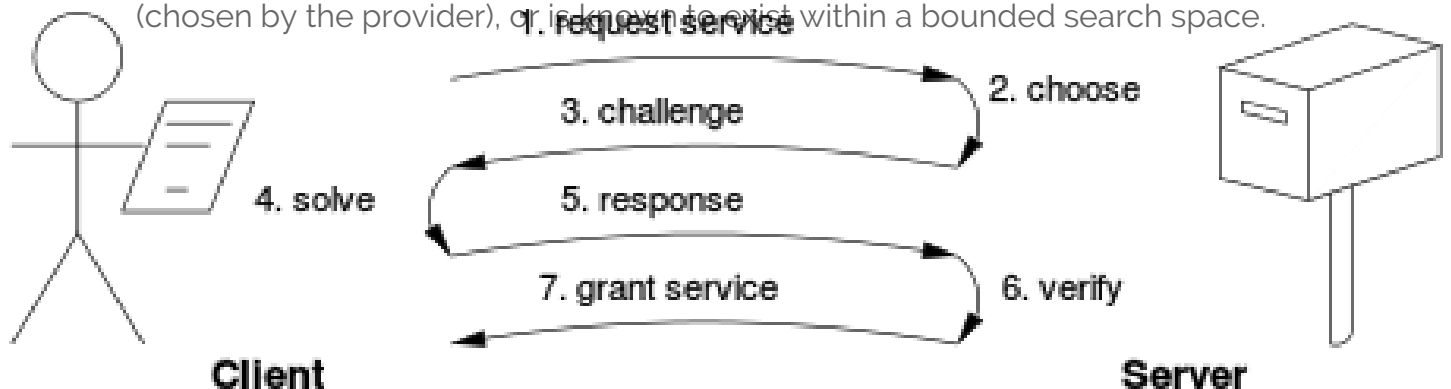 (chosen by the provider), or is known to exist within a bounded search space.
1. request service
2. choose
3. challenge
4. solve
5. response
7. grant service
6. verify
Client
Server